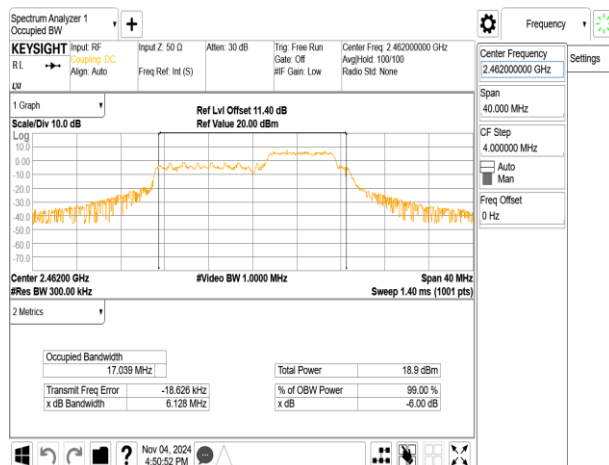 Spectrum Analyzer 1
Occupied BW
Frequency
KEYSIGHT
Input: RF
Coupling: DC
Align: Auto
RL
LXI
Input Z: 50 Ω
Freq Ref: Int (S)
Atten: 30 dB
Trig: Free Run
Gate: Off
#IF Gain: Low
Center Freq: 2.462000000 GHz
Avg|Hold: 100/100
Radio Std: None
Center Frequency
2.462000000 GHz
Settings
Span
40.000 MHz
CF Step
4.000000 MHz
Auto
Man
Freq Offset
0 Hz
1 Graph
Scale/Div 10.0 dB
Ref Lvl Offset 11.40 dB
Ref Value 20.00 dBm
Log
10.0
0.00
-10.0
-20.0
-30.0
-40.0
-50.0
-60.0
-70.0
Center 2.46200 GHz
#Res BW 300.00 kHz
#Video BW 1.0000 MHz
Span 40 MHz
Sweep 1.40 ms (1001 pts)
2 Metrics
Occupied Bandwidth
17.039 MHz
Transmit Freq Error -18.626 kHz
x dB Bandwidth 6.128 MHz
Total Power 18.9 dBm
% of OBW Power 99.00 %
x dB -6.00 dB
?
Nov 04, 2024
4:50:52 PM